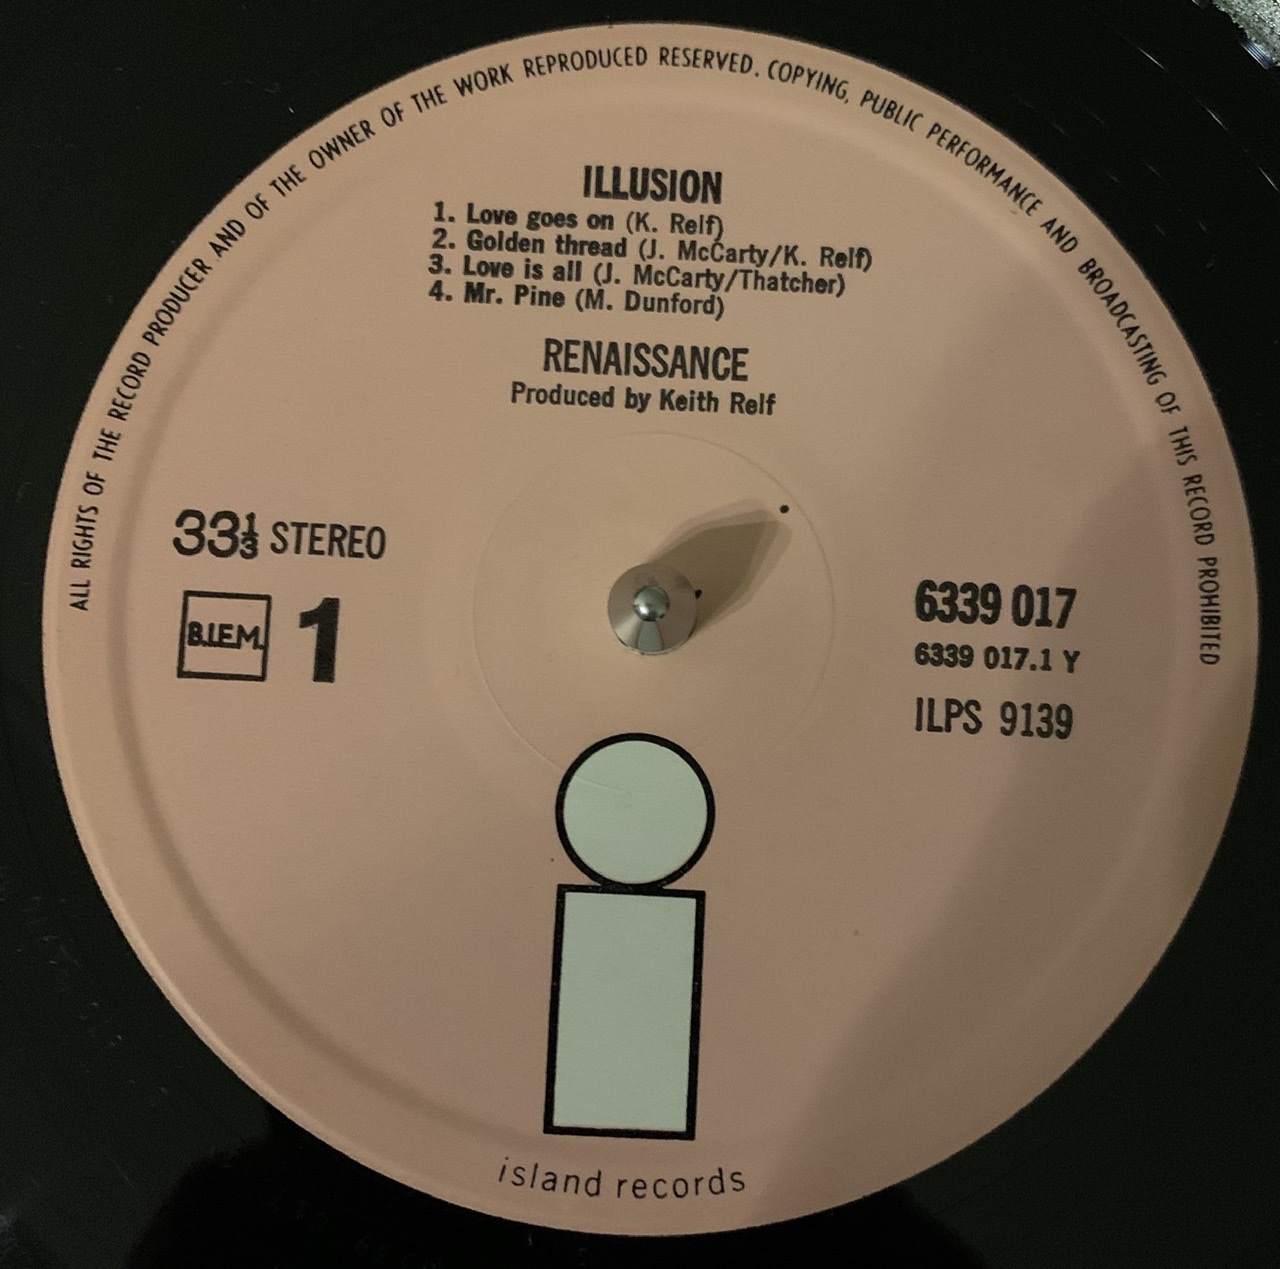 ALL RIGHTS OF THE RECORD PRODUCER AND OF THE OWNER OF THE WORK REPRODUCED RESERVED. COPYING, PUBLIC PERFORMANCE AND BROADCASTING OF THIS RECORD PROHIBITED
ILLUSION
1. Love goes on (K. Relf)
2. Golden thread (J. McCarty/K. Relf)
3. Love is all (J. McCarty/Thatcher)
4. Mr. Pine (M. Dunford)
RENAISSANCE
Produced by Keith Relf
33⅓ STEREO
B.I.E.M. 1
6339 017
6339 017.1 Y
ILPS 9139
island records